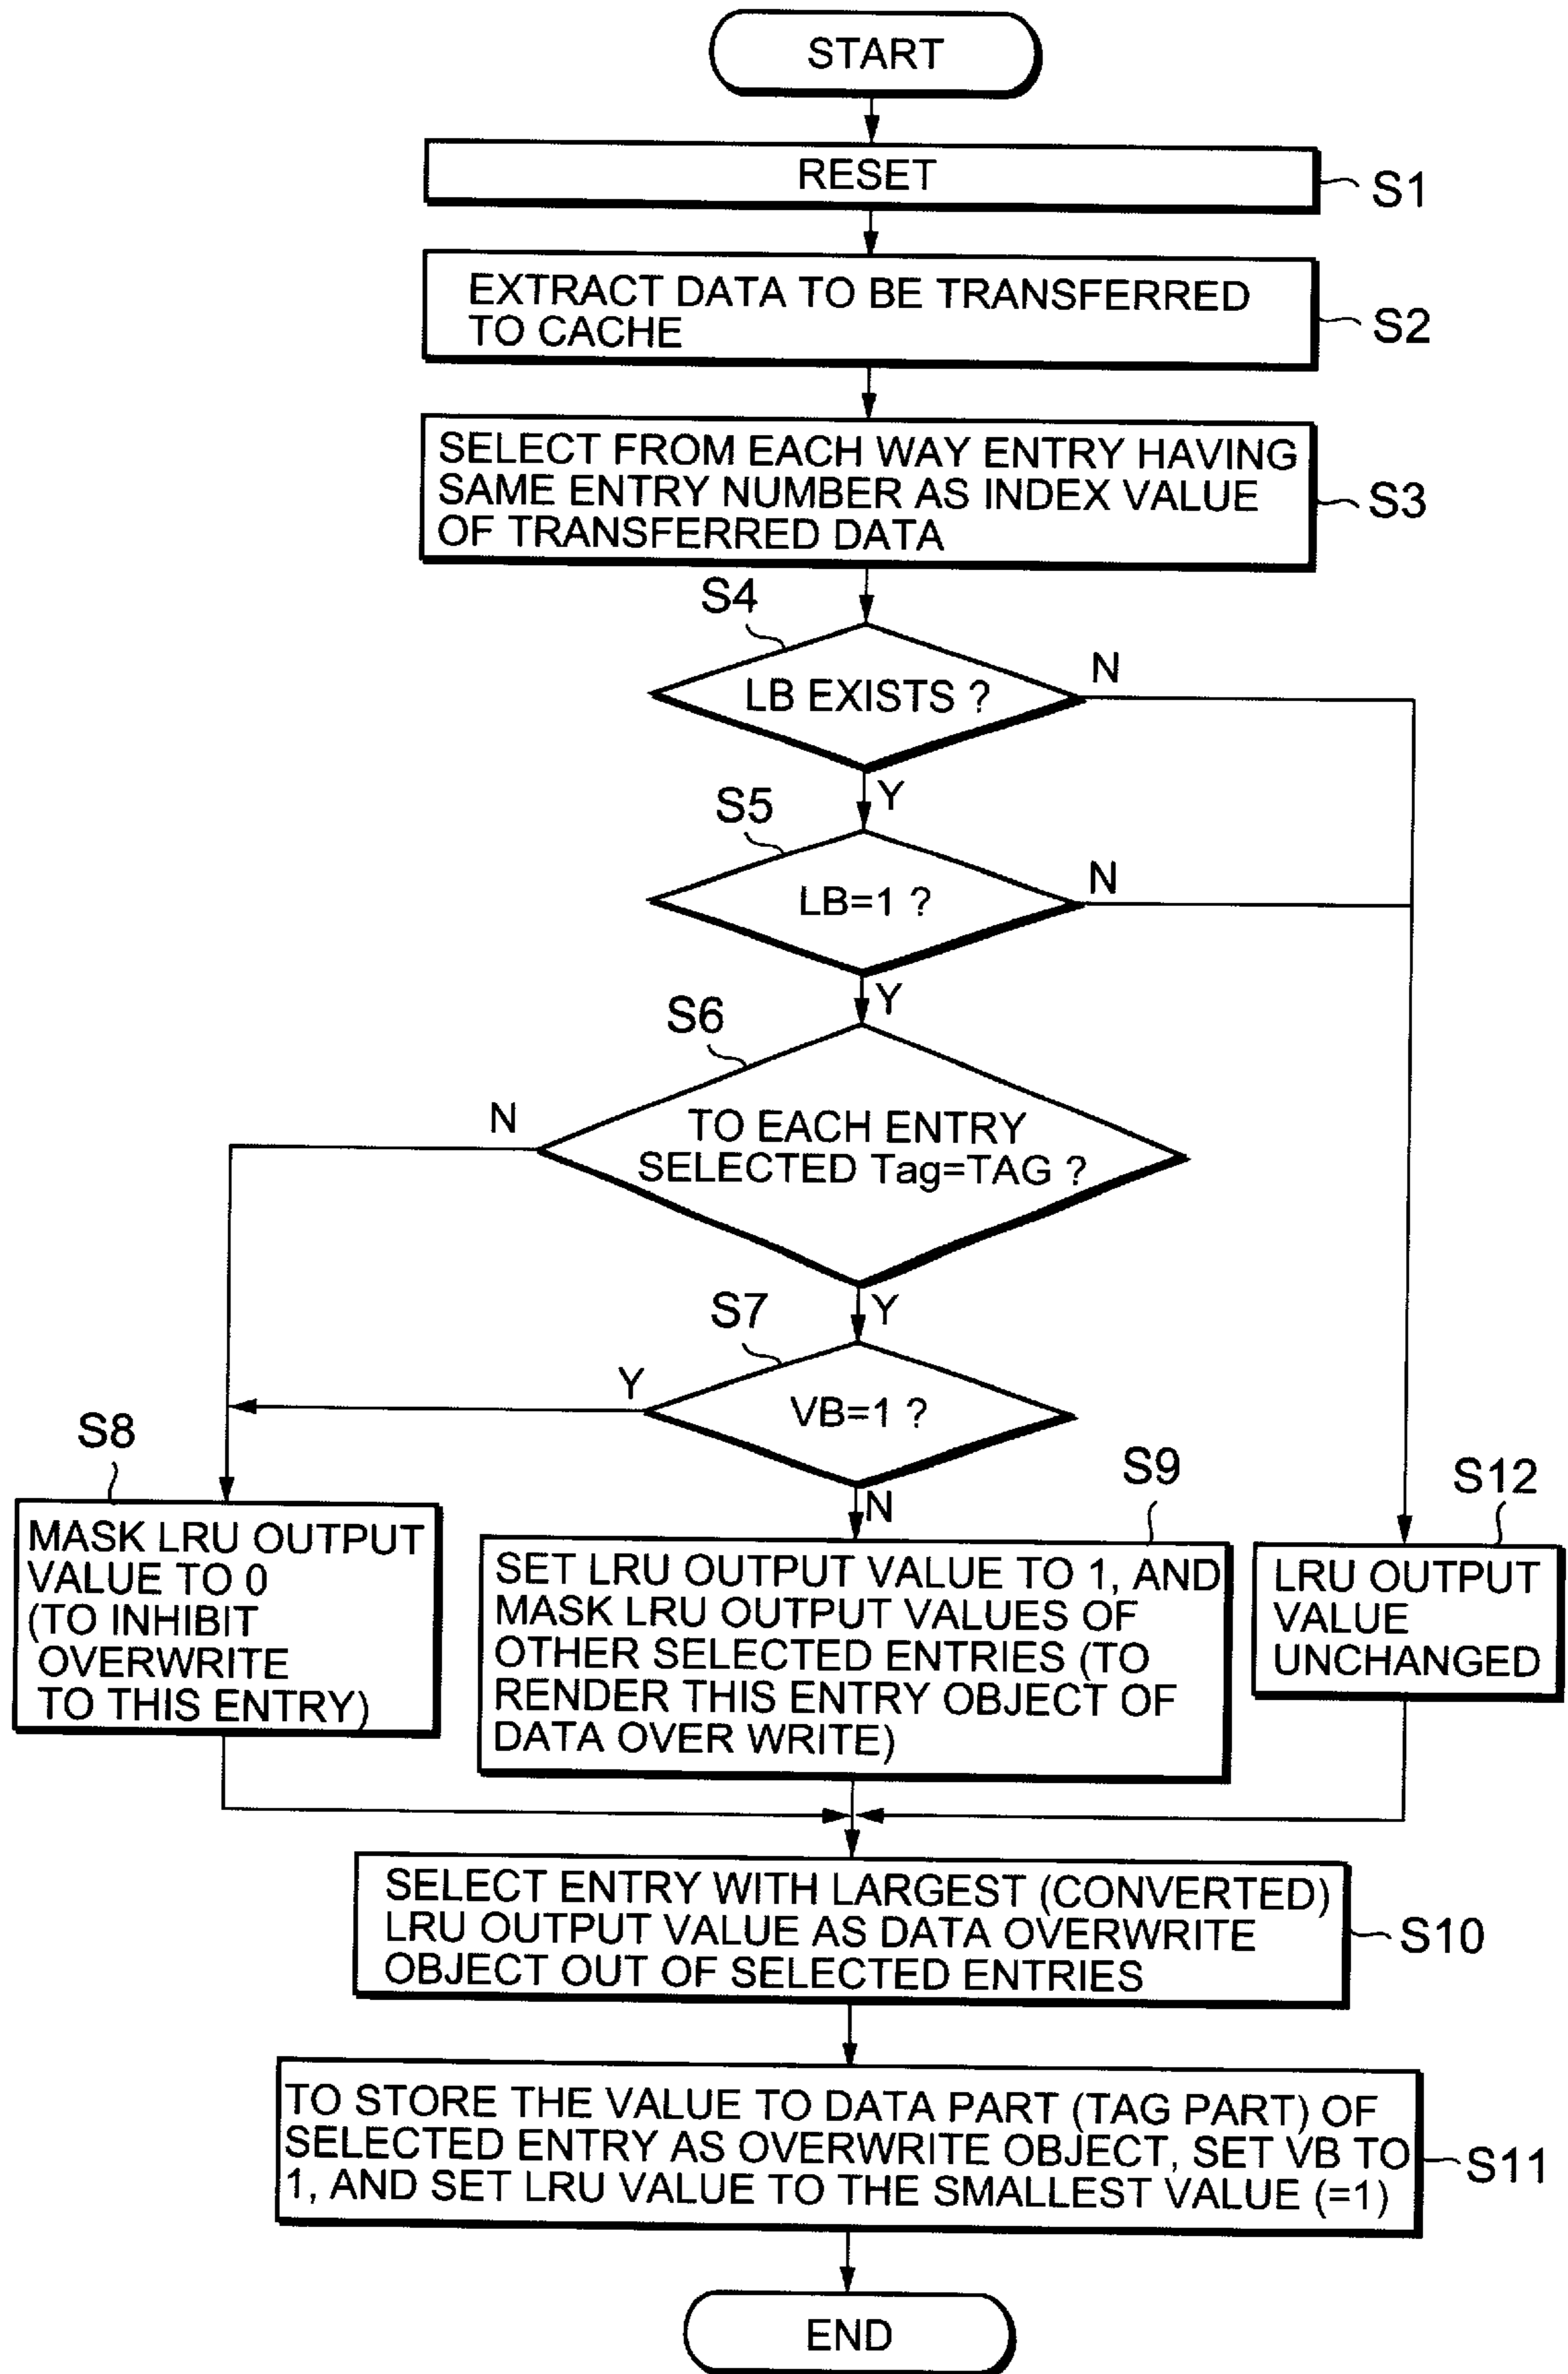 START
RESET
S1
EXTRACT DATA TO BE TRANSFERRED
TO CACHE
S2
SELECT FROM EACH WAY ENTRY HAVING
SAME ENTRY NUMBER AS INDEX VALUE
OF TRANSFERRED DATA
S3
S4
LB EXISTS ?
N
Y
S5
LB=1 ?
N
Y
S6
TO EACH ENTRY
SELECTED Tag=TAG ?
N
Y
S7
VB=1 ?
Y
N
S8
MASK LRU OUTPUT
VALUE TO 0
(TO INHIBIT
OVERWRITE
TO THIS ENTRY)
S9
SET LRU OUTPUT VALUE TO 1, AND
MASK LRU OUTPUT VALUES OF
OTHER SELECTED ENTRIES (TO
RENDER THIS ENTRY OBJECT OF
DATA OVER WRITE)
S12
LRU OUTPUT
VALUE
UNCHANGED
SELECT ENTRY WITH LARGEST (CONVERTED)
LRU OUTPUT VALUE AS DATA OVERWRITE
OBJECT OUT OF SELECTED ENTRIES
S10
TO STORE THE VALUE TO DATA PART (TAG PART) OF
SELECTED ENTRY AS OVERWRITE OBJECT, SET VB TO
1, AND SET LRU VALUE TO THE SMALLEST VALUE (=1)
S11
END